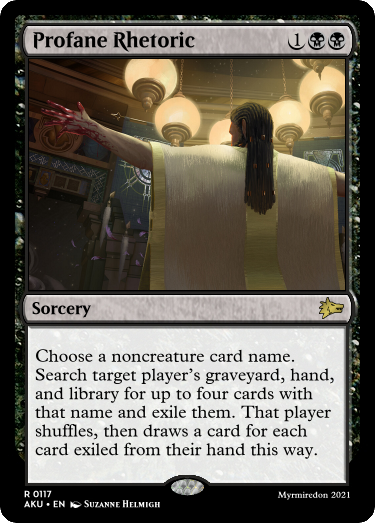 Profane Rhetoric 1
Sorcery
Choose a noncreature card name.
Search target player's graveyard, hand,
and library for up to four cards with
that name and exile them. That player
shuffles, then draws a card for each
card exiled from their hand this way.
R 0117
AKU • EN SUZANNE HELMIGH Myrmiredon 2021